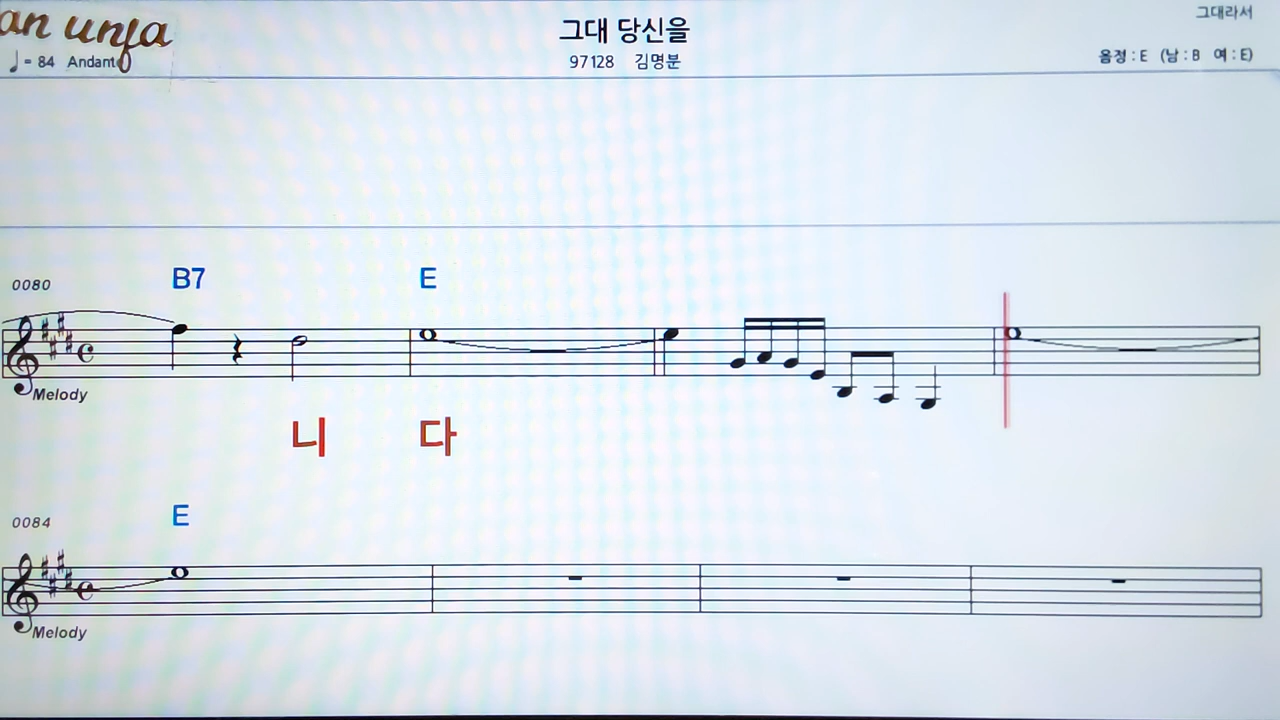 an unja
그대 당신을
그대라서
♩= 84 Andante
97128 김명분
음정 : E (남 : B 여 : E)
0080
B7 E
Melody
니 다
0084
E
Melody